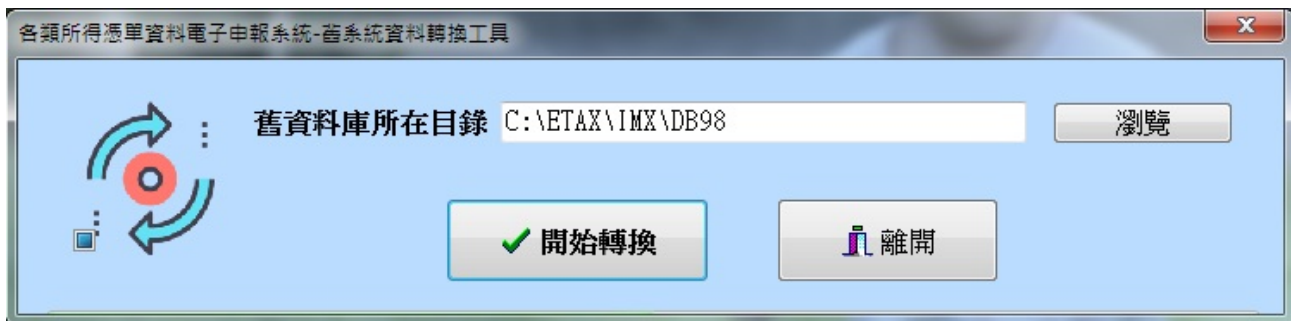 各類所得憑單資料電子申報系統-舊系統資料轉換工具
舊資料庫所在目錄 C:\ETAX\IMX\DB98 瀏覽
開始轉換 離開